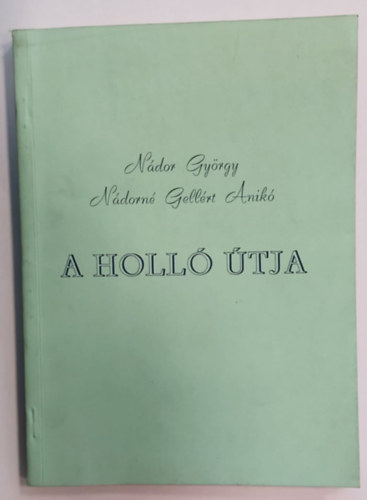 Nádor György
Nádorné Gellért Anikó
A HOLLÓ ÚTJA